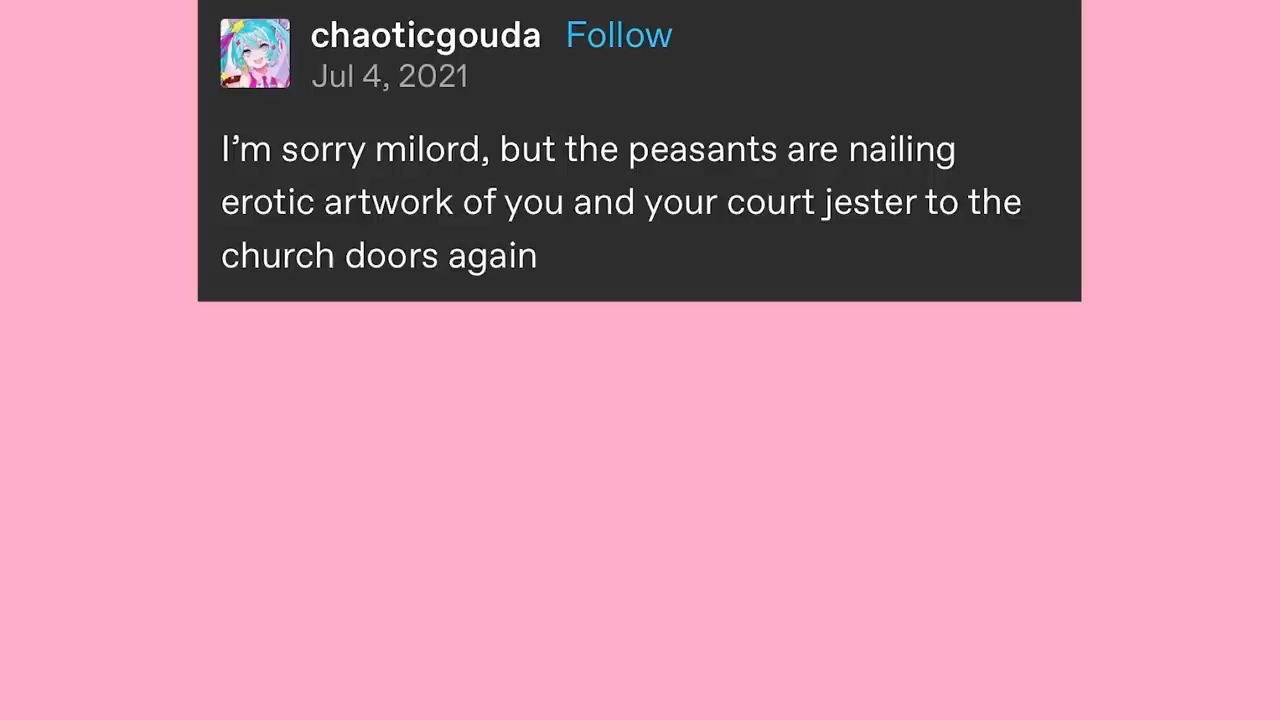 chaoticgouda Follow
Jul 4, 2021
I’m sorry milord, but the peasants are nailing
erotic artwork of you and your court jester to the
church doors again